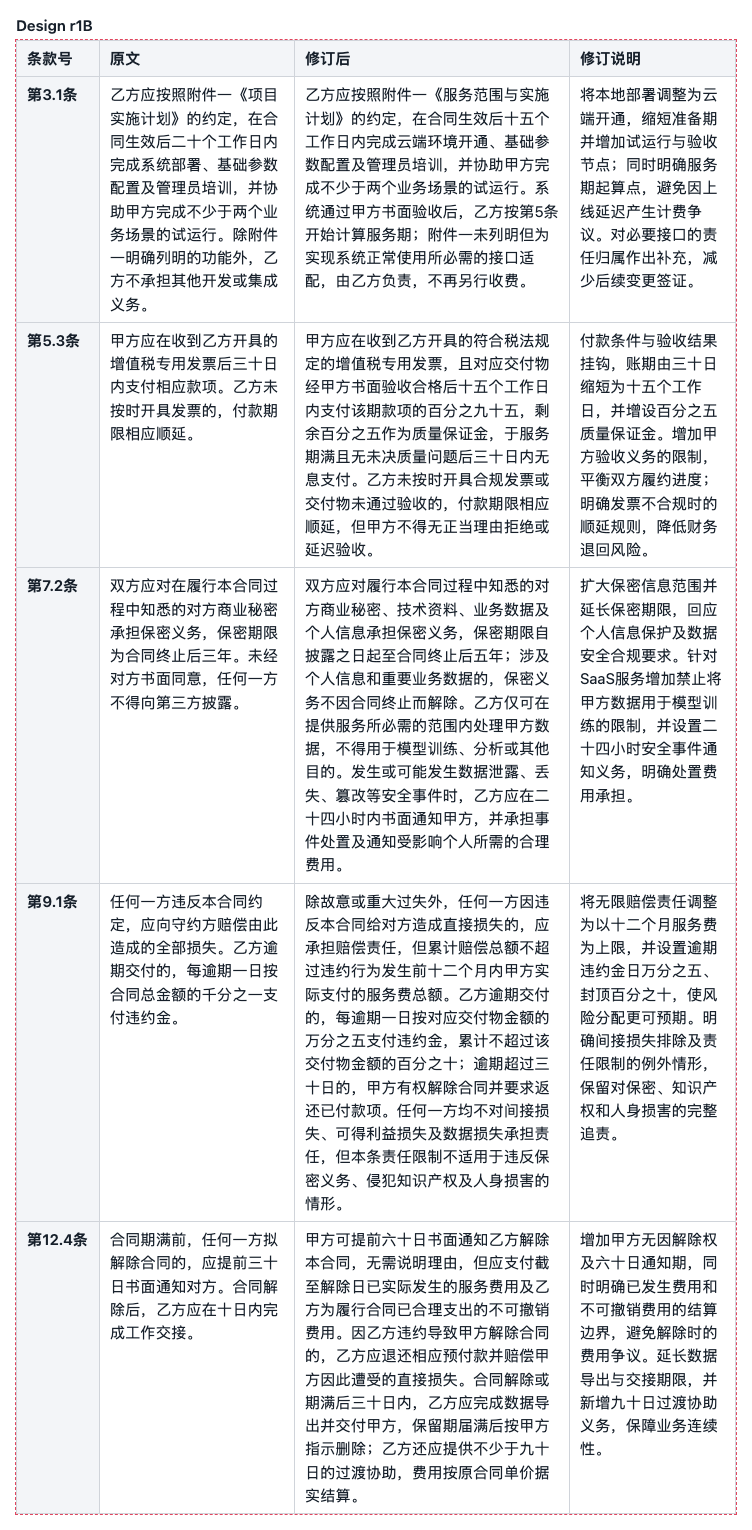 Design r1B
条款号
原文
修订后
修订说明
第3.1条
乙方应按照附件一《项目
实施计划》的约定，在合
同生效后二十个工作日内
完成系统部署、基础参数
配置及管理员培训，并协
助甲方完成不少于两个业
务场景的试运行。除附件
一明确列明的功能外，乙
方不承担其他开发或集成
义务。
乙方应按照附件一《服务范围与实施
计划》的约定，在合同生效后十五个
工作日内完成云端环境开通、基础参
数配置及管理员培训，并协助甲方完
成不少于两个业务场景的试运行。系
统通过甲方书面验收后，乙方按第5条
开始计算服务期；附件一未列明但为
实现系统正常使用所必需的接口适
配，由乙方负责，不再另行收费。
将本地部署调整为云
端开通，缩短准备期
并增加试运行与验收
节点；同时明确服务
期起算点，避免因上
线延迟产生计费争
议。对必要接口的责
任归属作出补充，减
少后续变更签证。
第5.3条
甲方应在收到乙方开具的
增值税专用发票后三十日
内支付相应款项。乙方未
按时开具发票的，付款期
限相应顺延。
甲方应在收到乙方开具的符合税法规
定的增值税专用发票，且对应交付物
经甲方书面验收合格后十五个工作日
内支付该期款项的百分之九十五，剩
余百分之五作为质量保证金，于服务
期满且无未决质量问题后三十日内无
息支付。乙方未按时开具合规发票或
交付物未通过验收的，付款期限相应
顺延，但甲方不得无正当理由拒绝或
延迟验收。
付款条件与验收结果
挂钩，账期由三十日
缩短为十五个工作
日，并增设百分之五
质量保证金。增加甲
方验收义务的限制，
平衡双方履约进度；
明确发票不合规时的
顺延规则，降低财务
退回风险。
第7.2条
双方应对在履行本合同过
程中知悉的对方商业秘密
承担保密义务，保密期限
为合同终止后三年。未经
对方书面同意，任何一方
不得向第三方披露。
双方应对履行本合同过程中知悉的对
方商业秘密、技术资料、业务数据及
个人信息承担保密义务，保密期限自
披露之日起至合同终止后五年；涉及
个人信息和重要业务数据的，保密义
务不因合同终止而解除。乙方仅可在
提供服务所必需的范围内处理甲方数
据，不得用于模型训练、分析或其他
目的。发生或可能发生数据泄露、丢
失、篡改等安全事件时，乙方应在二
十四小时内书面通知甲方，并承担事
件处置及通知受影响个人所需的合理
费用。
扩大保密信息范围并
延长保密期限，回应
个人信息保护及数据
安全合规要求。针对
SaaS服务增加禁止将
甲方数据用于模型训
练的限制，并设置二
十四小时安全事件通
知义务，明确处置费
用承担。
第9.1条
任何一方违反本合同约
定，应向守约方赔偿由此
造成的全部损失。乙方逾
期交付的，每逾期一日按
合同总金额的千分之一支
付违约金。
除故意或重大过失外，任何一方因违
反本合同给对方造成直接损失的，应
承担赔偿责任，但累计赔偿总额不超
过违约行为发生前十二个月内甲方实
际支付的服务费总额。乙方逾期交付
的，每逾期一日按对应交付物金额的
万分之五支付违约金，累计不超过该
交付物金额的百分之十；逾期超过三
十日的，甲方有权解除合同并要求返
还已付款项。任何一方均不对间接损
失、可得利益损失及数据损失承担责
任，但本条责任限制不适用于违反保
密义务、侵犯知识产权及人身损害的
情形。
将无限赔偿责任调整
为以十二个月服务费
为上限，并设置逾期
违约金日万分之五、
封顶百分之十，使风
险分配更可预期。明
确间接损失排除及责
任限制的例外情形，
保留对保密、知识产
权和人身损害的完整
追责。
第12.4条
合同期满前，任何一方拟
解除合同的，应提前三十
日书面通知对方。合同解
除后，乙方应在十日内完
成工作交接。
甲方可提前六十日书面通知乙方解除
本合同，无需说明理由，但应支付截
至解除日已实际发生的服务费用及乙
方为履行合同已合理支出的不可撤销
费用。因乙方违约导致甲方解除合同
的，乙方应退还相应预付款并赔偿甲
方因此遭受的直接损失。合同解除或
期满后三十日内，乙方应完成数据导
出并交付甲方，保留期届满后按甲方
指示删除；乙方还应提供不少于九十
日的过渡协助，费用按原合同单价据
实结算。
增加甲方无因解除权
及六十日通知期，同
时明确已发生费用和
不可撤销费用的结算
边界，避免解除时的
费用争议。延长数据
导出与交接期限，并
新增九十日过渡协助
义务，保障业务连续
性。